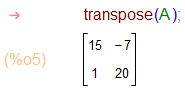 → transpose(A);
(%o5)
15 -7
1 20